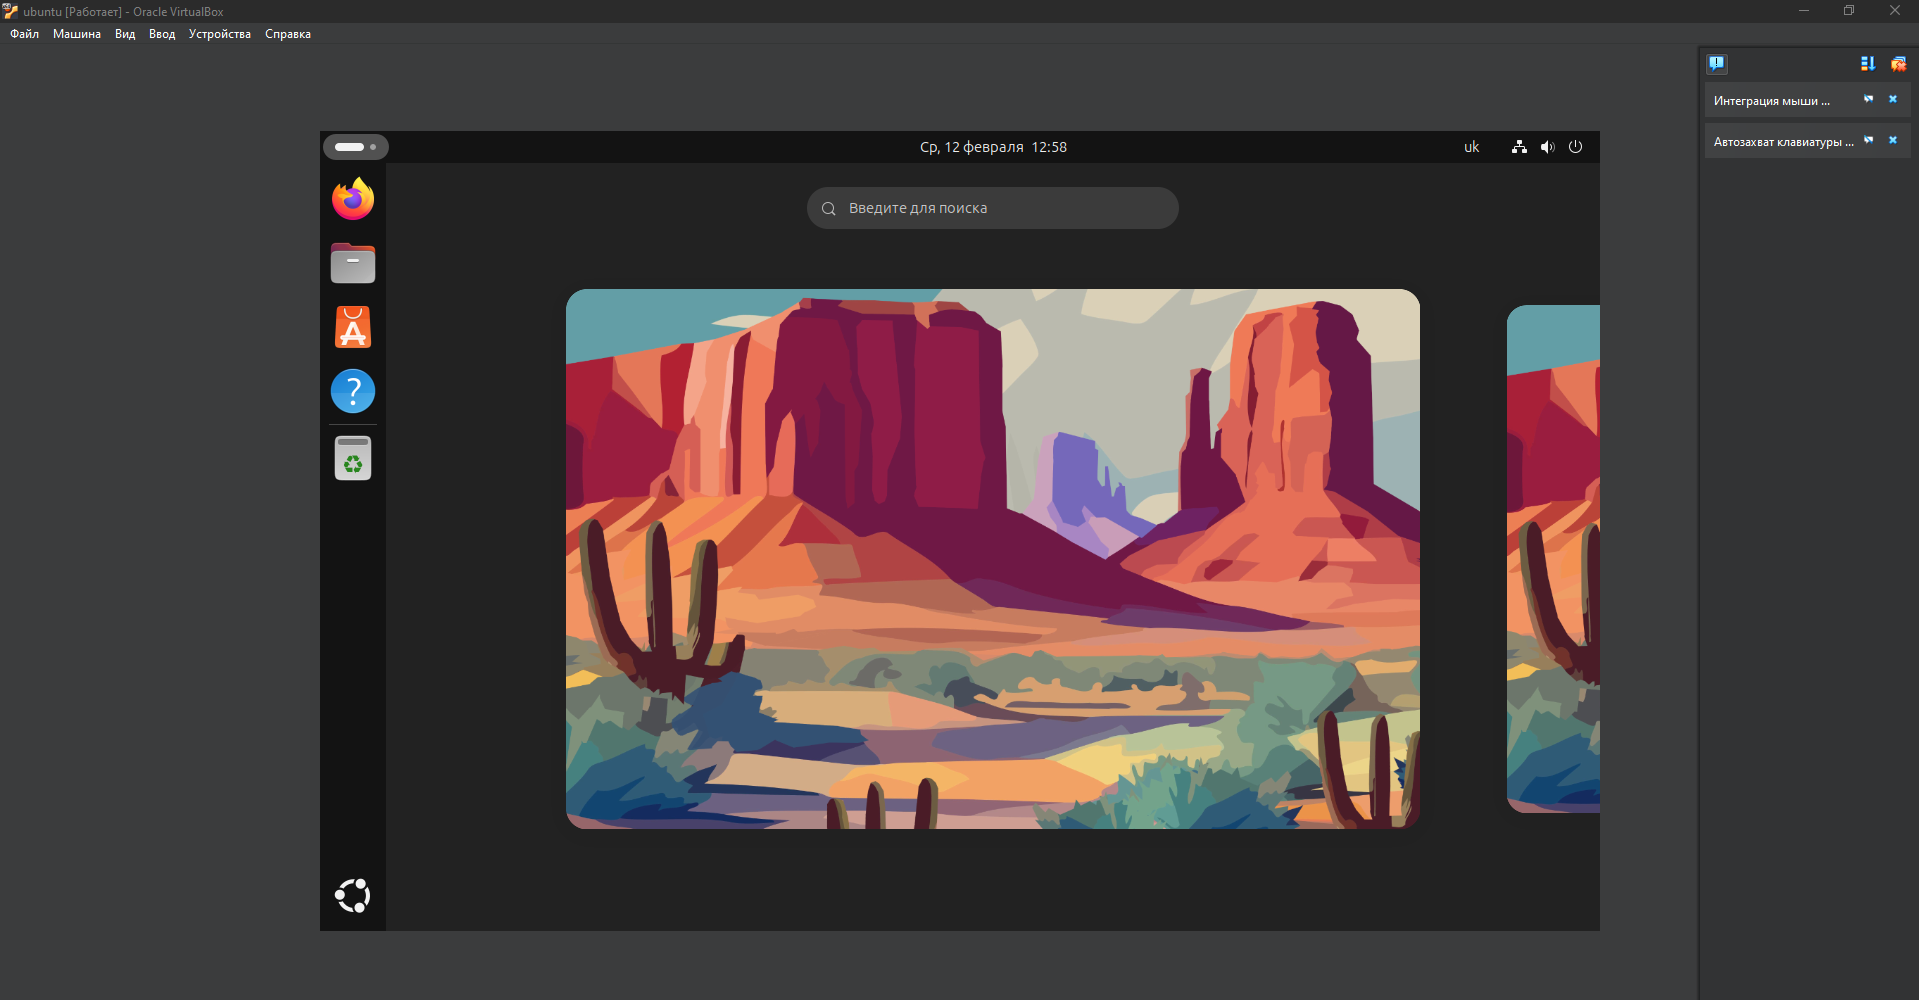 ubuntu [Работает] - Oracle VirtualBox
Файл Машина Вид Ввод Устройства Справка
Интеграция мыши ...
Автозахват клавиатуры ...
Ср, 12 февраля 12:58
uk
Введите для поиска